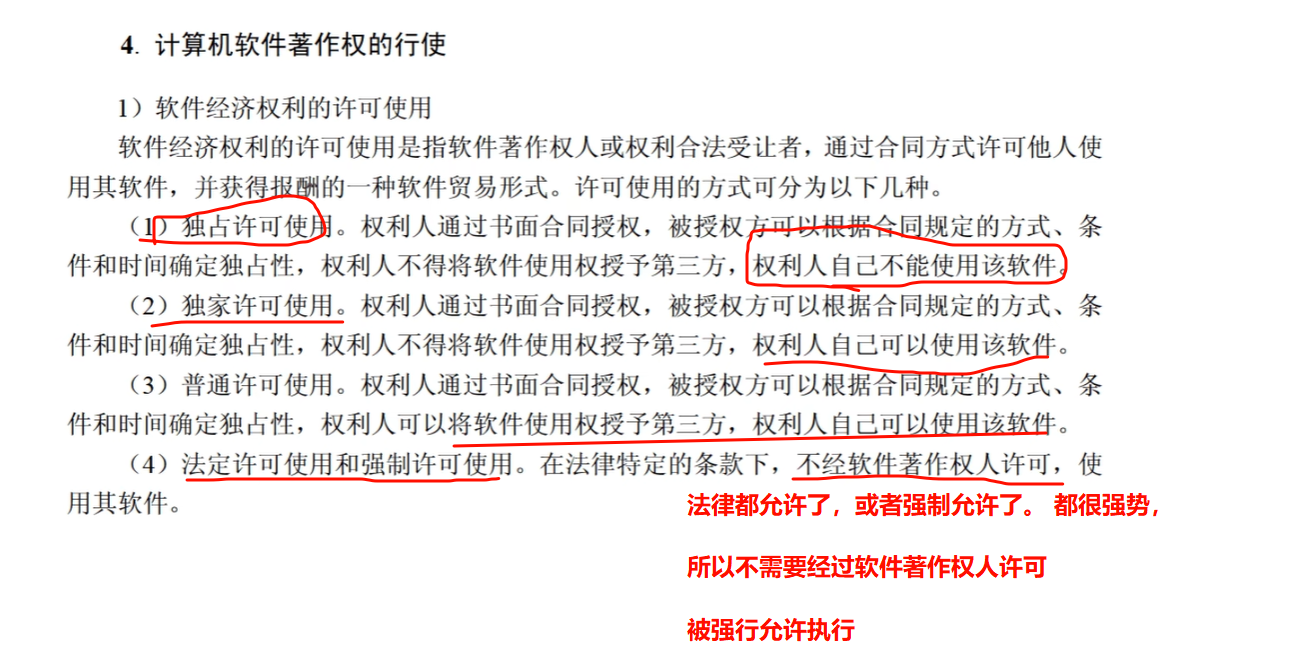 4. 计算机软件著作权的行使
1）软件经济权利的许可使用
软件经济权利的许可使用是指软件著作权人或权利合法受让者，通过合同方式许可他人使
用其软件，并获得报酬的一种软件贸易形式。许可使用的方式可分为以下几种。
（1）独占许可使用。权利人通过书面合同授权，被授权方可以根据合同规定的方式、条
件和时间确定独占性，权利人不得将软件使用权授予第三方，权利人自己不能使用该软件。
（2）独家许可使用。权利人通过书面合同授权，被授权方可以根据合同规定的方式、条
件和时间确定独占性，权利人不得将软件使用权授予第三方，权利人自己可以使用该软件。
（3）普通许可使用。权利人通过书面合同授权，被授权方可以根据合同规定的方式、条
件和时间确定独占性，权利人可以将软件使用权授予第三方，权利人自己可以使用该软件。
（4）法定许可使用和强制许可使用。在法律特定的条款下，不经软件著作权人许可，使
用其软件。
法律都允许了，或者强制允许了。 都很强势，
所以不需要经过软件著作权人许可
被强行允许执行